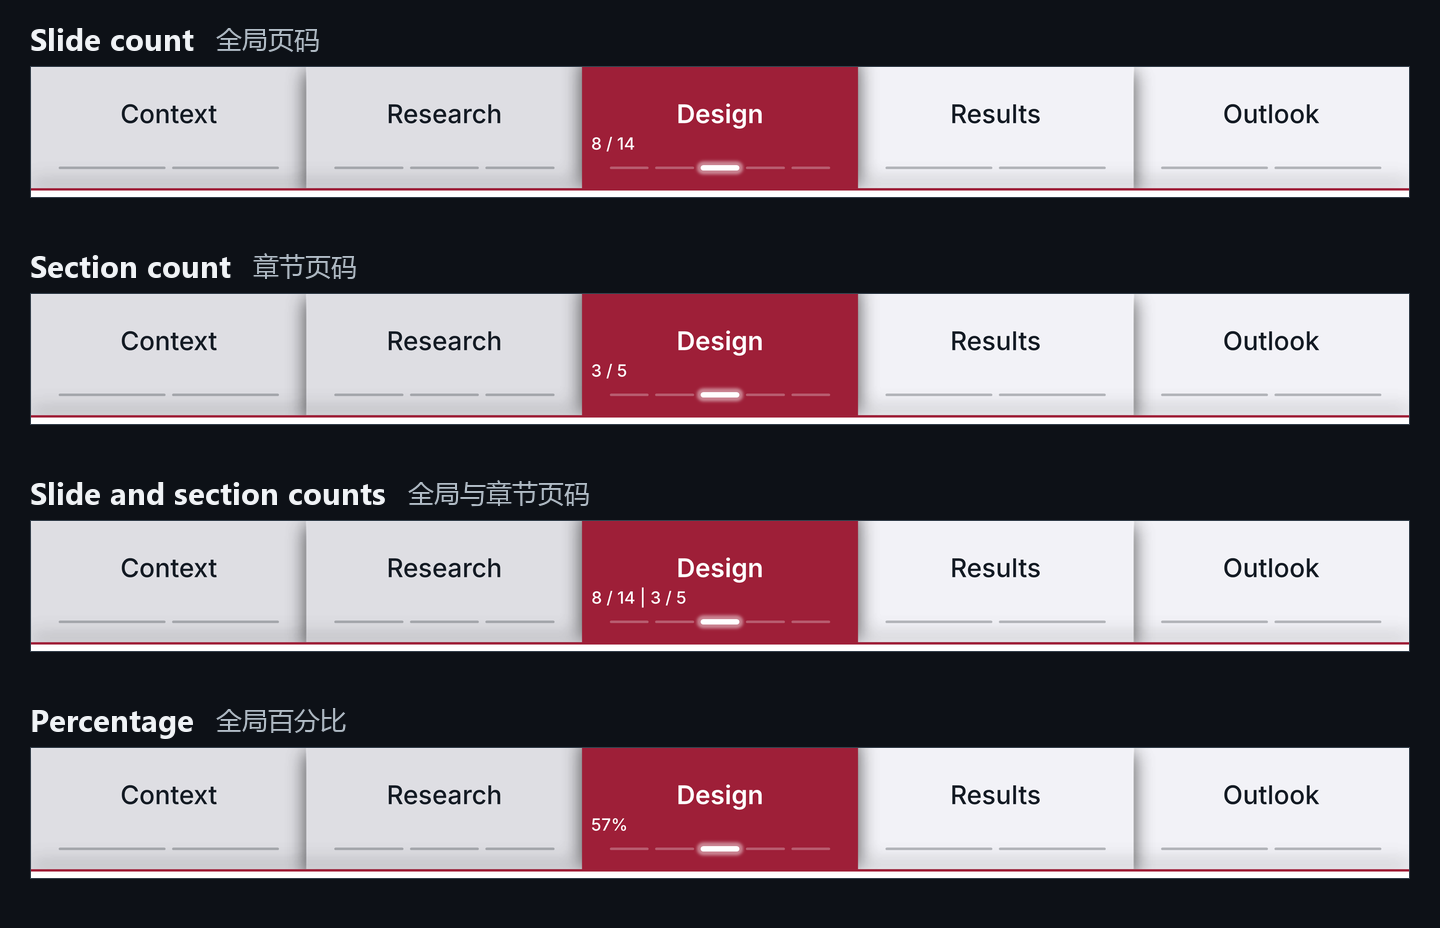 Slide count 全局页码
Context Research Design Results Outlook
8 / 14
Section count 章节页码
Context Research Design Results Outlook
3 / 5
Slide and section counts 全局与章节页码
Context Research Design Results Outlook
8 / 14 | 3 / 5
Percentage 全局百分比
Context Research Design Results Outlook
57%